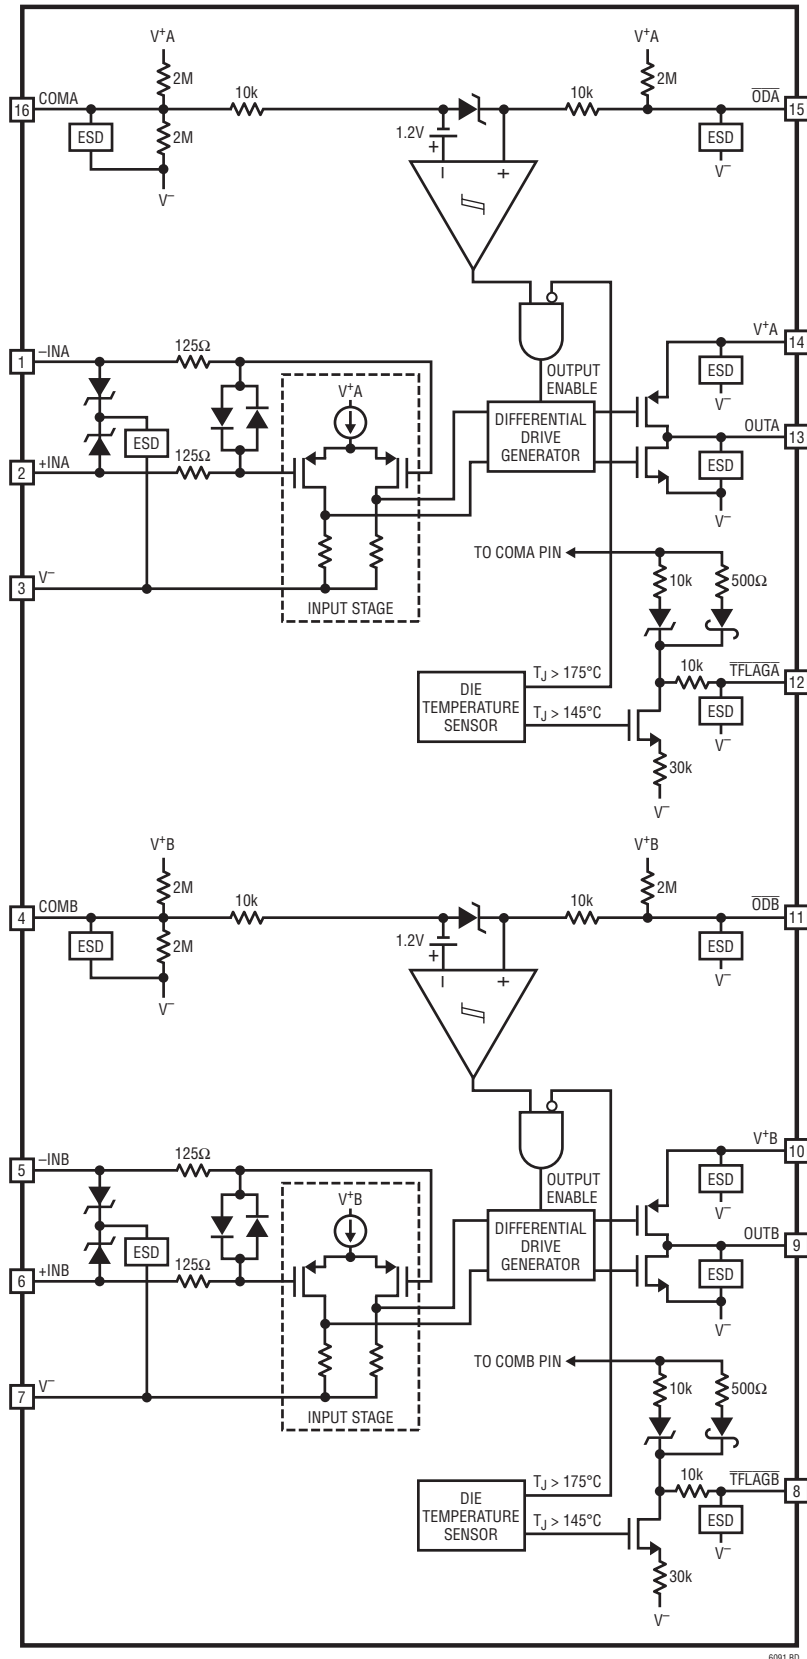 V⁺A
V⁺A
2M
2M
16
COMA
10k
10k
ODA
15
ESD
2M
1.2V
+
–
+
ESD
V⁻
V⁻
1
–INA
125Ω
V⁺A
14
OUTPUT
ENABLE
ESD
V⁺A
V⁻
DIFFERENTIAL
DRIVE
GENERATOR
OUTA
13
ESD
2
+INA
125Ω
ESD
V⁻
TO COMA PIN
10k
500Ω
3
V⁻
INPUT STAGE
TJ > 175°C
10k
TFLAGA
12
DIE
TEMPERATURE
SENSOR
TJ > 145°C
ESD
V⁻
30k
V⁻
V⁺B
V⁺B
2M
2M
4
COMB
10k
10k
ODB
11
ESD
2M
1.2V
+
–
+
ESD
V⁻
V⁻
5
–INB
125Ω
V⁺B
10
OUTPUT
ENABLE
ESD
V⁺B
V⁻
DIFFERENTIAL
DRIVE
GENERATOR
OUTB
9
ESD
6
+INB
125Ω
ESD
V⁻
TO COMB PIN
10k
500Ω
7
V⁻
INPUT STAGE
TJ > 175°C
10k
TFLAGB
8
DIE
TEMPERATURE
SENSOR
TJ > 145°C
ESD
V⁻
30k
V⁻
6091 BD